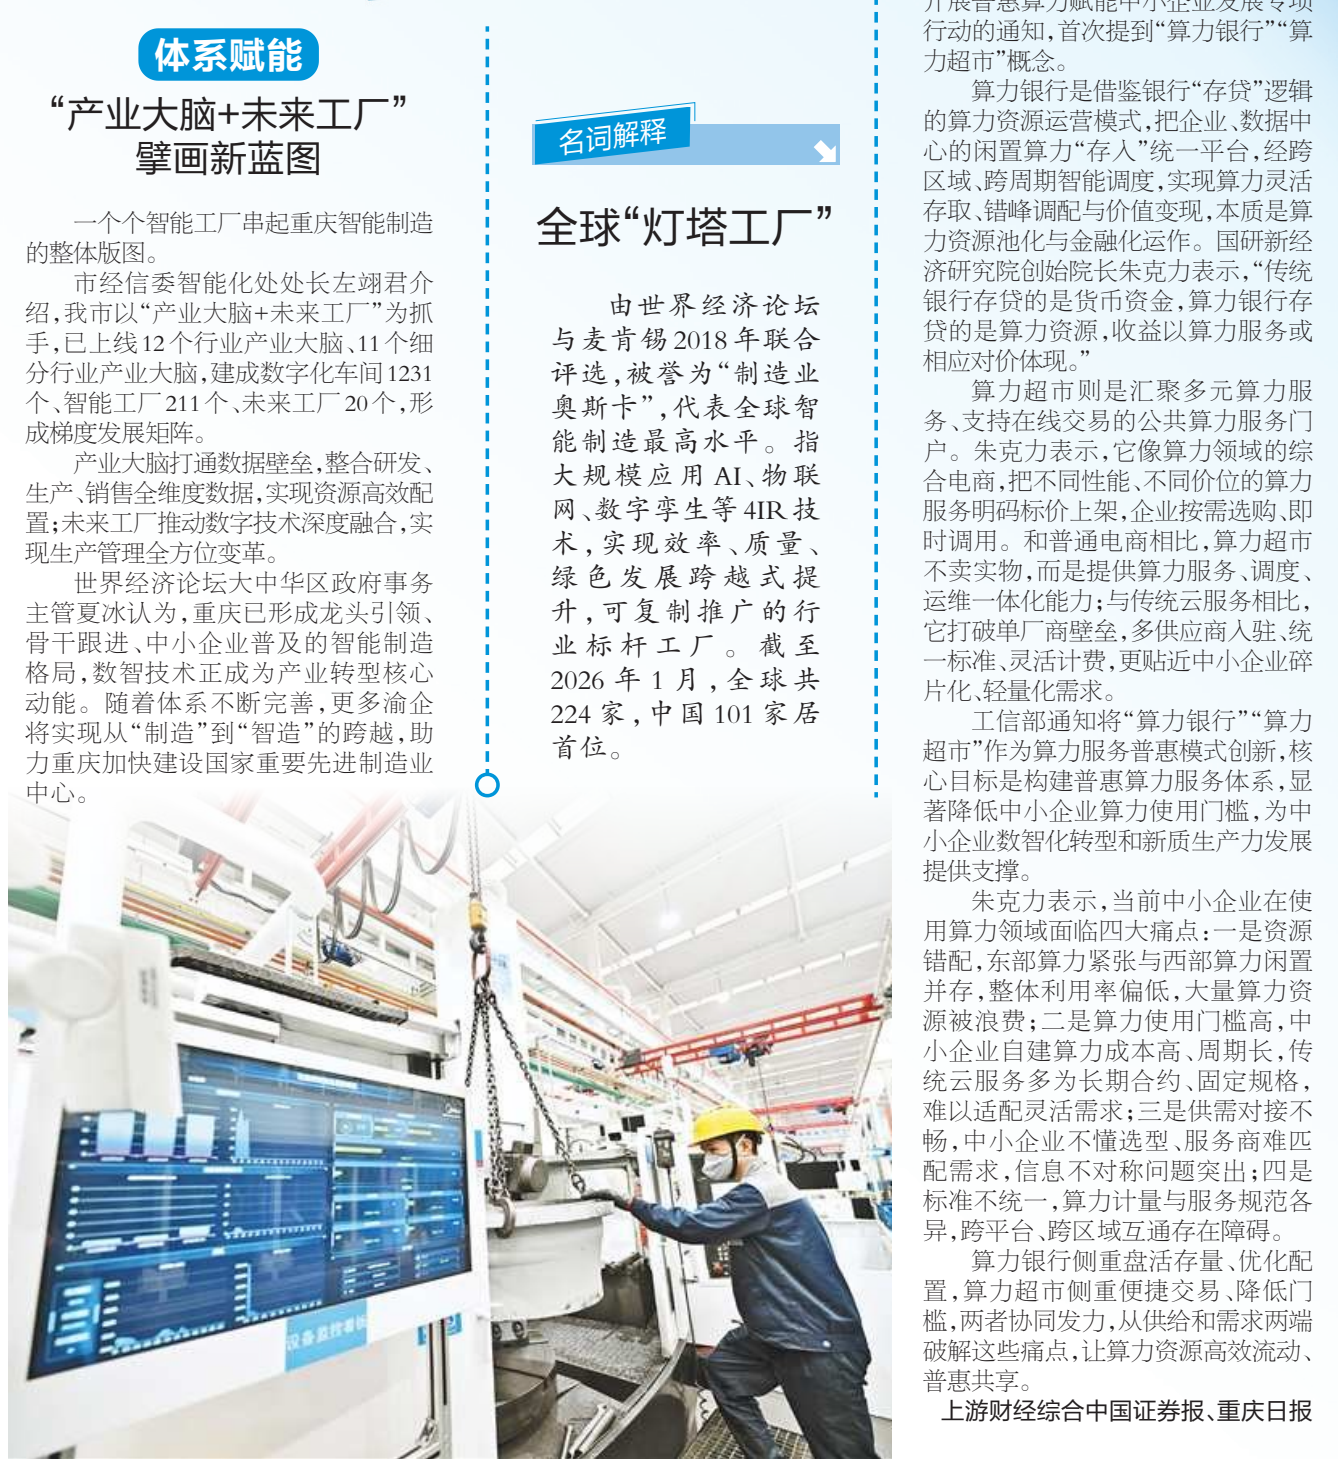 体系赋能
“产业大脑+未来工厂”
擘画新蓝图
一个个智能工厂串起重庆智能制造
的整体版图。
市经信委智能化处处长左翊君介
绍,我市以“产业大脑+未来工厂”为抓
手,已上线12个行业产业大脑、11个细
分行业产业大脑,建成数字化车间1231
个、智能工厂211个、未来工厂20个,形
成梯度发展矩阵。
产业大脑打通数据壁垒,整合研发、
生产、销售全维度数据,实现资源高效配
置;未来工厂推动数字技术深度融合,实
现生产管理全方位变革。
世界经济论坛大中华区政府事务
主管夏冰认为,重庆已形成龙头引领、
骨干跟进、中小企业普及的智能制造
格局,数智技术正成为产业转型核心
动能。随着体系不断完善,更多渝企
将实现从“制造”到“智造”的跨越,助
力重庆加快建设国家重要先进制造业
中心。
名词解释
全球“灯塔工厂”
由世界经济论坛
与麦肯锡2018年联合
评选,被誉为“制造业
奥斯卡”,代表全球智
能制造最高水平。指
大规模应用AI、物联
网、数字孪生等4IR技
术,实现效率、质量、
绿色发展跨越式提
升,可复制推广的行
业标杆工厂。截至
2026年1月,全球共
224家,中国101家居
首位。
设备监控看板
开展普惠算力赋能中小企业发展专项
行动的通知,首次提到“算力银行”“算
力超市”概念。
算力银行是借鉴银行“存贷”逻辑
的算力资源运营模式,把企业、数据中
心的闲置算力“存入”统一平台,经跨
区域、跨周期智能调度,实现算力灵活
存取、错峰调配与价值变现,本质是算
力资源池化与金融化运作。国研新经
济研究院创始院长朱克力表示,“传统
银行存贷的是货币资金,算力银行存
贷的是算力资源,收益以算力服务或
相应对价体现。”
算力超市则是汇聚多元算力服
务、支持在线交易的公共算力服务门
户。朱克力表示,它像算力领域的综
合电商,把不同性能、不同价位的算力
服务明码标价上架,企业按需选购、即
时调用。和普通电商相比,算力超市
不卖实物,而是提供算力服务、调度、
运维一体化能力;与传统云服务相比,
它打破单厂商壁垒,多供应商入驻、统
一标准、灵活计费,更贴近中小企业碎
片化、轻量化需求。
工信部通知将“算力银行”“算力
超市”作为算力服务普惠模式创新,核
心目标是构建普惠算力服务体系,显
著降低中小企业算力使用门槛,为中
小企业数智化转型和新质生产力发展
提供支撑。
朱克力表示,当前中小企业在使
用算力领域面临四大痛点:一是资源
错配,东部算力紧张与西部算力闲置
并存,整体利用率偏低,大量算力资
源被浪费;二是算力使用门槛高,中
小企业自建算力成本高、周期长,传
统云服务多为长期合约、固定规格,
难以适配灵活需求;三是供需对接不
畅,中小企业不懂选型、服务商难匹
配需求,信息不对称问题突出;四是
标准不统一,算力计量与服务规范各
异,跨平台、跨区域互通存在障碍。
算力银行侧重盘活存量、优化配
置,算力超市侧重便捷交易、降低门
槛,两者协同发力,从供给和需求两端
破解这些痛点,让算力资源高效流动、
普惠共享。
上游财经综合中国证券报、重庆日报